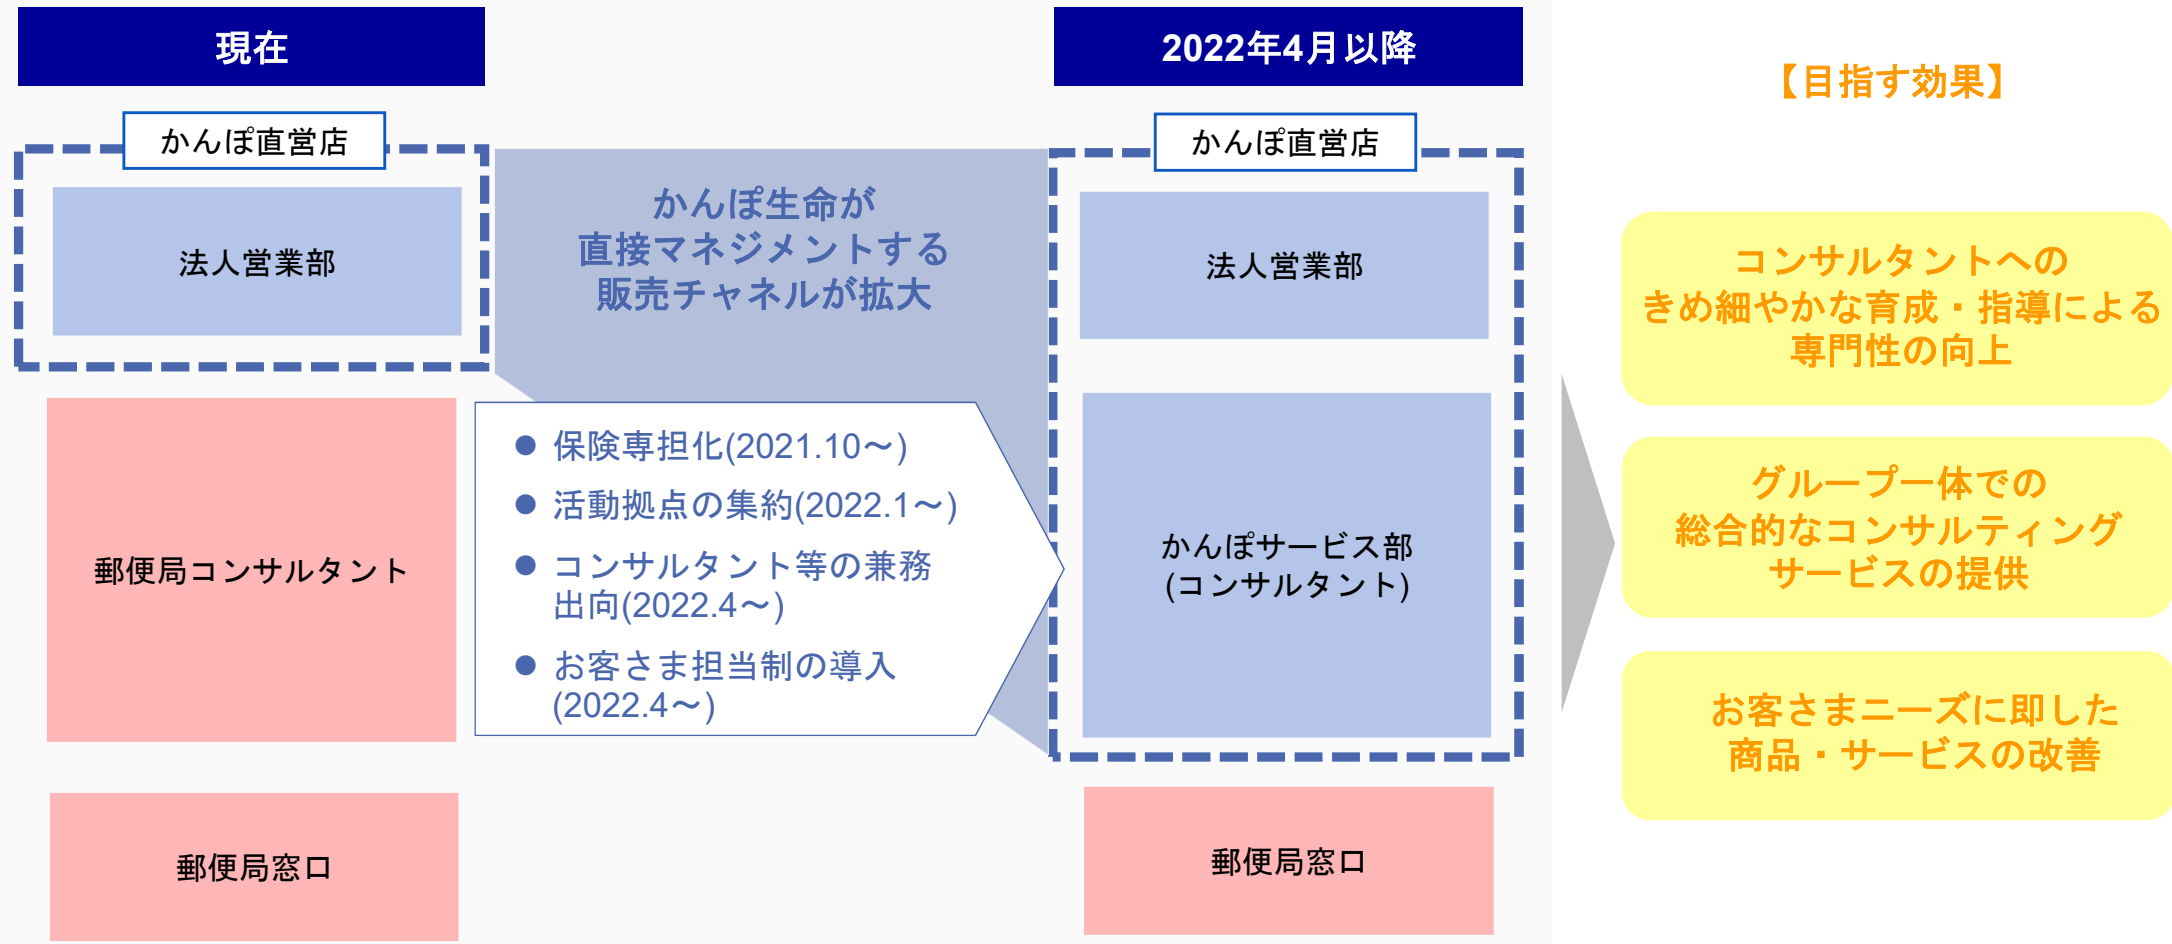 現在
かんぽ直営店
法人営業部
郵便局コンサルタント
郵便局窓口
かんぽ生命が
直接マネジメントする
販売チャネルが拡大
● 保険専担化(2021.10～)
● 活動拠点の集約(2022.1～)
● コンサルタント等の兼務
出向(2022.4～)
● お客さま担当制の導入
(2022.4～)
2022年4月以降
かんぽ直営店
法人営業部
かんぽサービス部
(コンサルタント)
郵便局窓口
【目指す効果】
コンサルタントへの
きめ細やかな育成・指導による
専門性の向上
グループ一体での
総合的なコンサルティング
サービスの提供
お客さまニーズに即した
商品・サービスの改善